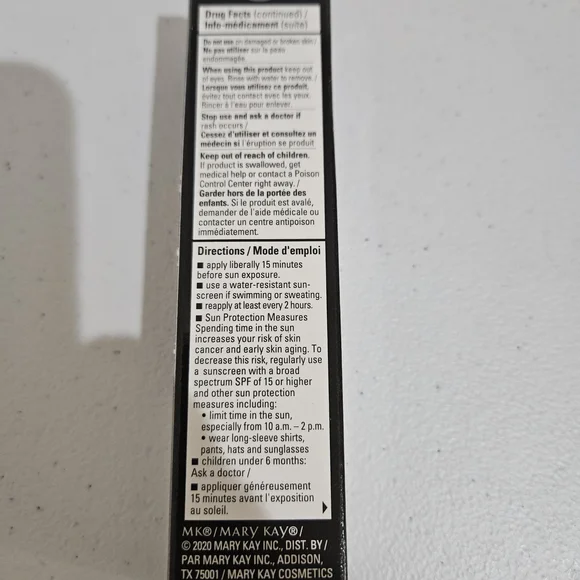 Drug Facts (continued) /
Info-médicament (suite)
Do not use on damaged or broken skin /
Ne pas utiliser sur la peau
endommagée.
When using this product keep out
of eyes. Rinse with water to remove. /
Lorsque vous utilisez ce produit,
évitez tout contact avec les yeux.
Rincer à l'eau pour enlever.
Stop use and ask a doctor if
rash occurs /
Cessez d'utiliser et consultez un
médecin si l'éruption se produit
Keep out of reach of children.
If product is swallowed, get
medical help or contact a Poison
Control Center right away. /
Garder hors de la portée des
enfants. Si le produit est avalé,
demander de l'aide médicale ou
contacter un centre antipoison
immédiatement.
Directions / Mode d'emploi
■ apply liberally 15 minutes
before sun exposure.
■ use a water-resistant sun-
screen if swimming or sweating.
■ reapply at least every 2 hours.
■ Sun Protection Measures
Spending time in the sun
increases your risk of skin
cancer and early skin aging. To
decrease this risk, regularly use
a sunscreen with a broad
spectrum SPF of 15 or higher
and other sun protection
measures including:
• limit time in the sun,
especially from 10 a.m. – 2 p.m.
• wear long-sleeve shirts,
pants, hats and sunglasses
■ children under 6 months:
Ask a doctor /
■ appliquer généreusement
15 minutes avant l'exposition
au soleil.
MK®/MARY KAY®/
© 2020 MARY KAY INC., DIST. BY /
PAR MARY KAY INC., ADDISON,
TX 75001 / MARY KAY COSMETICS